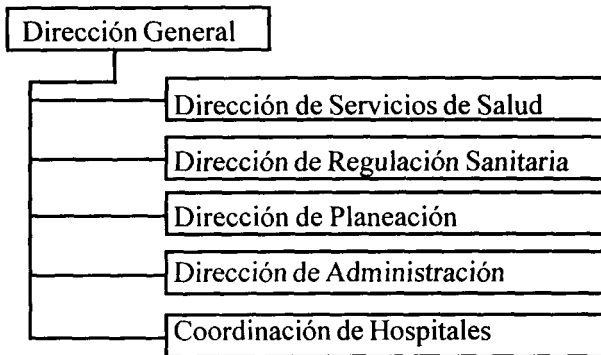 Dirección General
Dirección de Servicios de Salud
Dirección de Regulación Sanitaria
Dirección de Planeación
Dirección de Administración
Coordinación de Hospitales